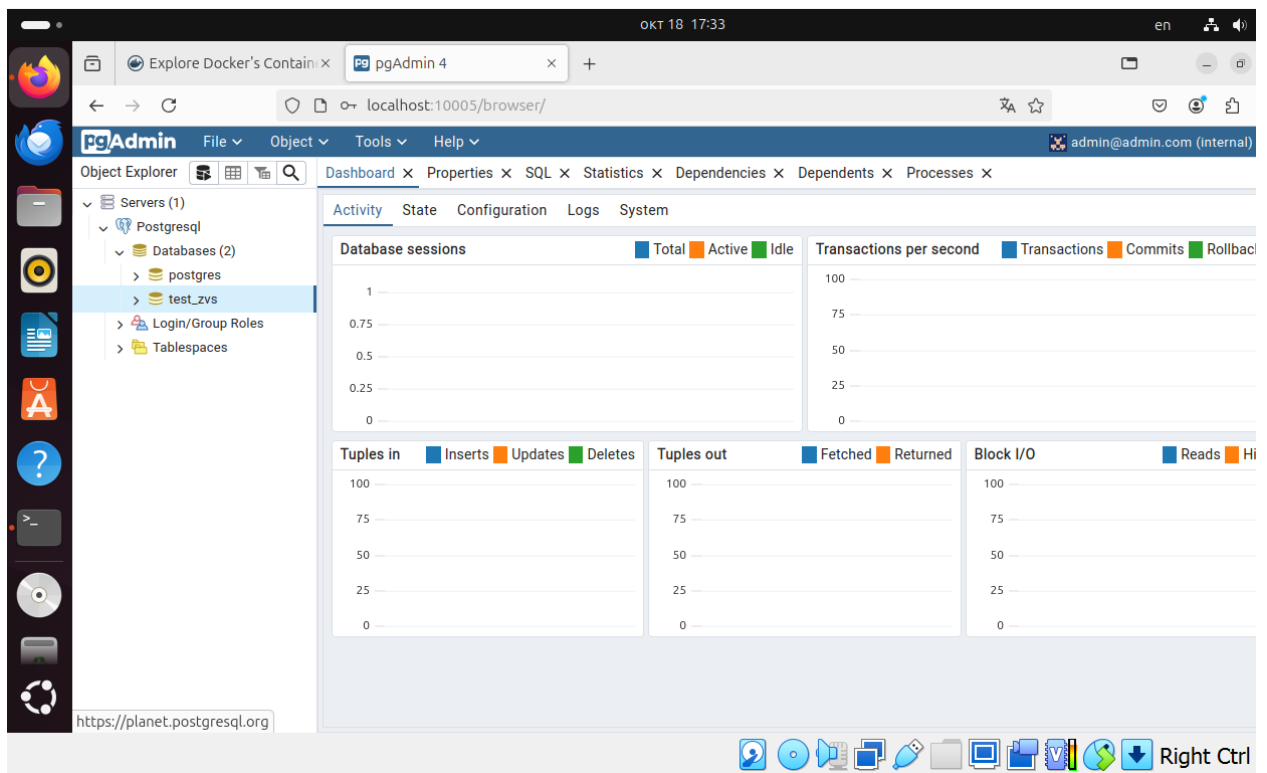 окт 18 17:33
en
Explore Docker's Contain
pgAdmin 4
localhost:10005/browser/
pgAdmin File Object Tools Help
admin@admin.com (internal)
Object Explorer
Dashboard Properties SQL Statistics Dependencies Dependents Processes
Servers (1)
Postgresql
Databases (2)
postgres
test_zvs
Login/Group Roles
Tablespaces
Activity State Configuration Logs System
Database sessions Total Active Idle
1
0.75
0.5
0.25
0
Transactions per second Transactions Commits Rollbac
100
75
50
25
0
Tuples in Inserts Updates Deletes
100
75
50
25
0
Tuples out Fetched Returned
100
75
50
25
0
Block I/O Reads Hi
100
75
50
25
0
https://planet.postgresql.org
Right Ctrl